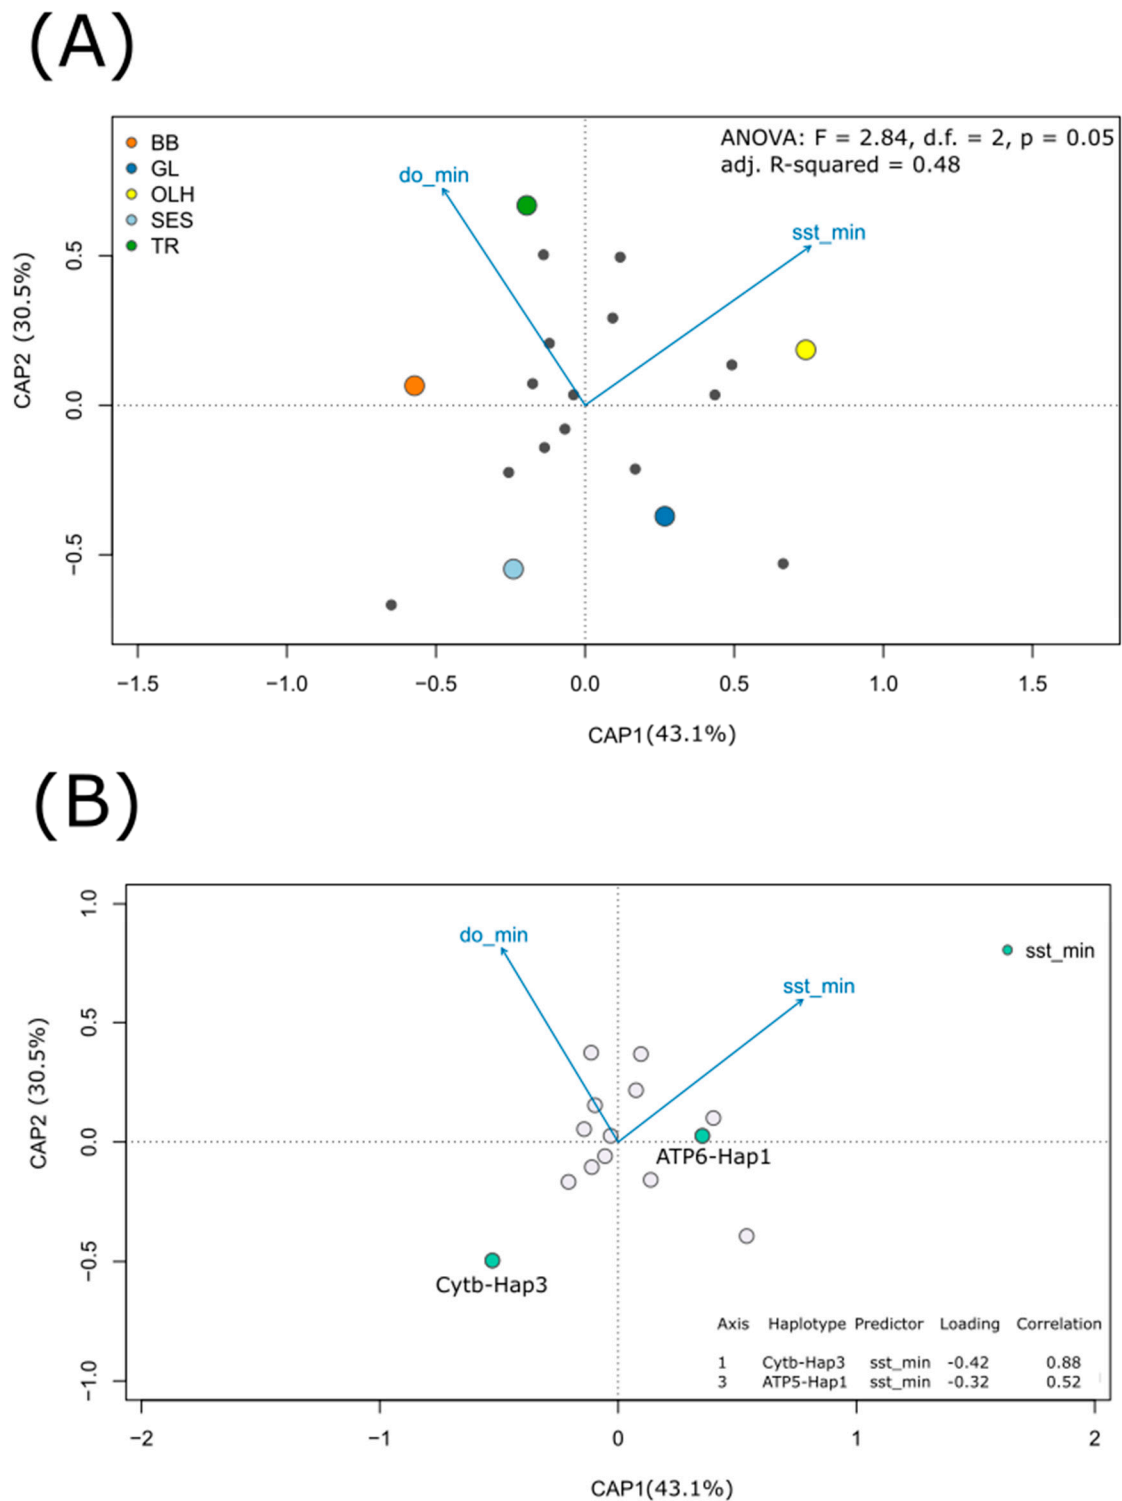 (A)
BB
GL
OLH
SES
TR
ANOVA: F = 2.84, d.f. = 2, p = 0.05
adj. R-squared = 0.48
do_min
sst_min
CAP2 (30.5%)
0.5
0.0
−0.5
−1.5 −1.0 −0.5 0.0 0.5 1.0 1.5
CAP1(43.1%)
(B)
do_min
sst_min
sst_min
ATP6-Hap1
Cytb-Hap3
CAP2 (30.5%)
1.0
0.5
0.0
−0.5
−1.0
Axis Haplotype Predictor Loading Correlation
1 Cytb-Hap3 sst_min -0.42 0.88
3 ATP5-Hap1 sst_min -0.32 0.52
−2 −1 0 1 2
CAP1(43.1%)